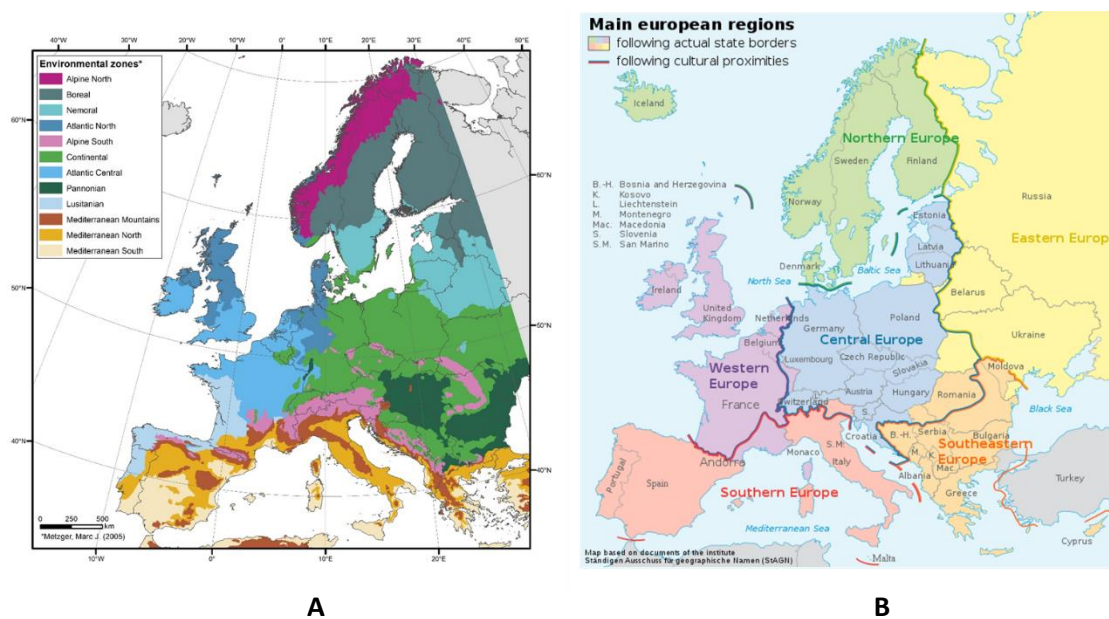 40°W 30°W 20°W 10°W 0° 10°E 20°E 30°E 40°E 50°E
Environmental zones*
Alpine North
Boreal
Nemoral
Atlantic North
Alpine South
Continental
Atlantic Central
Pannonian
Lusitanian
Mediterranean Mountains
Mediterranean North
Mediterranean South
60°N
50°N
40°N
60°N
50°N
40°N
0 250 500
km
*Metzger, Marc J. (2005)
10°W 0° 10°E 20°E
A
Main european regions
following actual state borders
following cultural proximities
Iceland
Northern Europe
Sweden
Finland
Norway
B.-H. Bosnia and Herzegovina
K. Kosovo
L. Liechtenstein
M. Montenegro
Mac. Macedonia
S. Slovenia
S.M. San Marino
Russia
Eastern Europ
Estonia
Latvia
Lithuani
Baltic Sea
Denmark
North Sea
Ireland
United
Kingdom
Belarus
Netherlands
Germany
Poland
Central Europe
Belgium
Luxembourg
Czech Republic
Ukraine
Slovakia
Western
Europe
Austria
Hungary
Moldova
Switzerland
France
Romania
S.
Croatia
Black Sea
B.-H.
Serbia
Bulgaria
Southeastern
Europe
S.M.
M.
K.
Andorra
Monaco
Italy
Mac.
Albania
Turkey
Portugal
Spain
Southern Europe
Greece
Mediterranean Sea
Cyprus
Malta
Map based on documents of the institute
Ständigen Ausschuss für geographische Namen (StAGN)
B